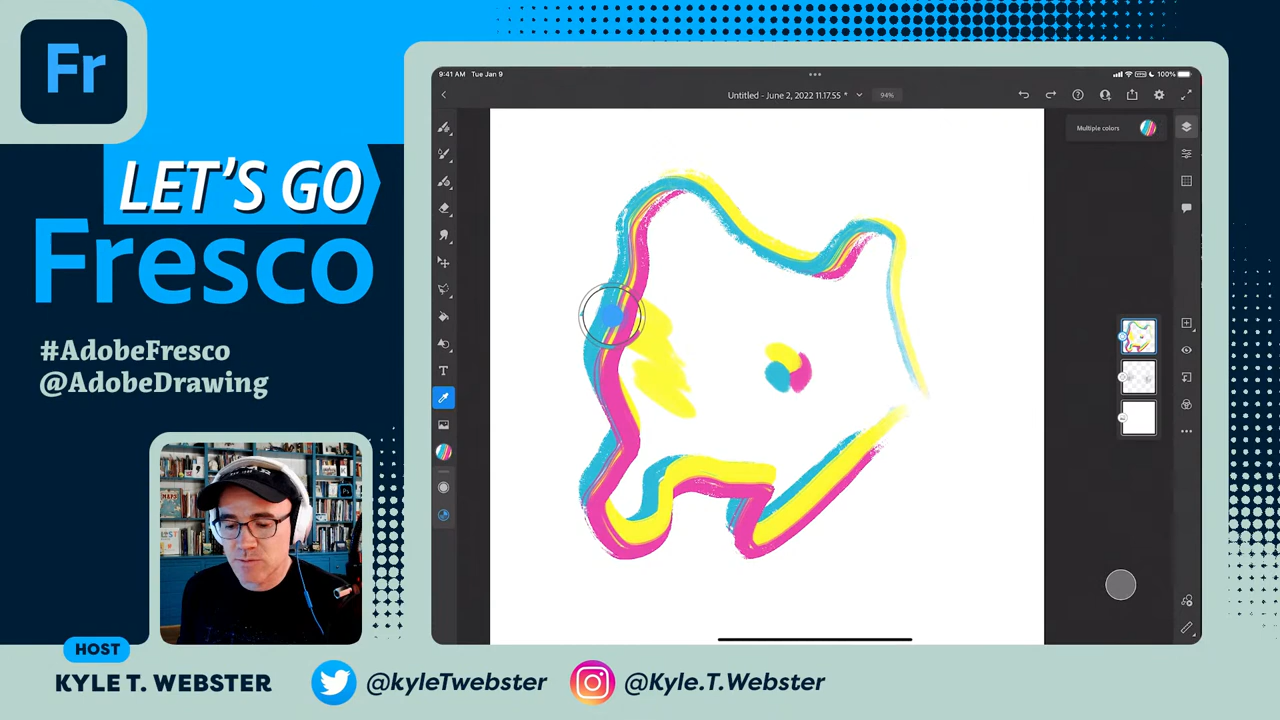 Fr
LET'S GO
Fresco
#AdobeFresco
@AdobeDrawing
9:41 AM Tue Jan 9
100%
Untitled - June 2, 2022 11.17.55 *
94%
Multiple colors
T
HOST
KYLE T. WEBSTER
@kyleTwebster
@Kyle.T.Webster